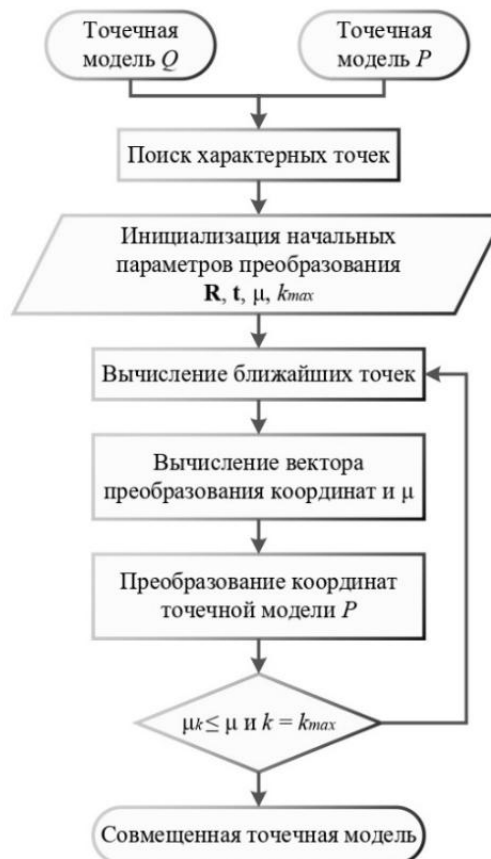 Точечная
модель Q
Точечная
модель P
Поиск характерных точек
Инициализация начальных
параметров преобразования
R, t, μ, kmax
Вычисление ближайших точек
Вычисление вектора
преобразования координат и μ
Преобразование координат
точечной модели P
μk ≤ μ и k = kmax
Совмещенная точечная модель